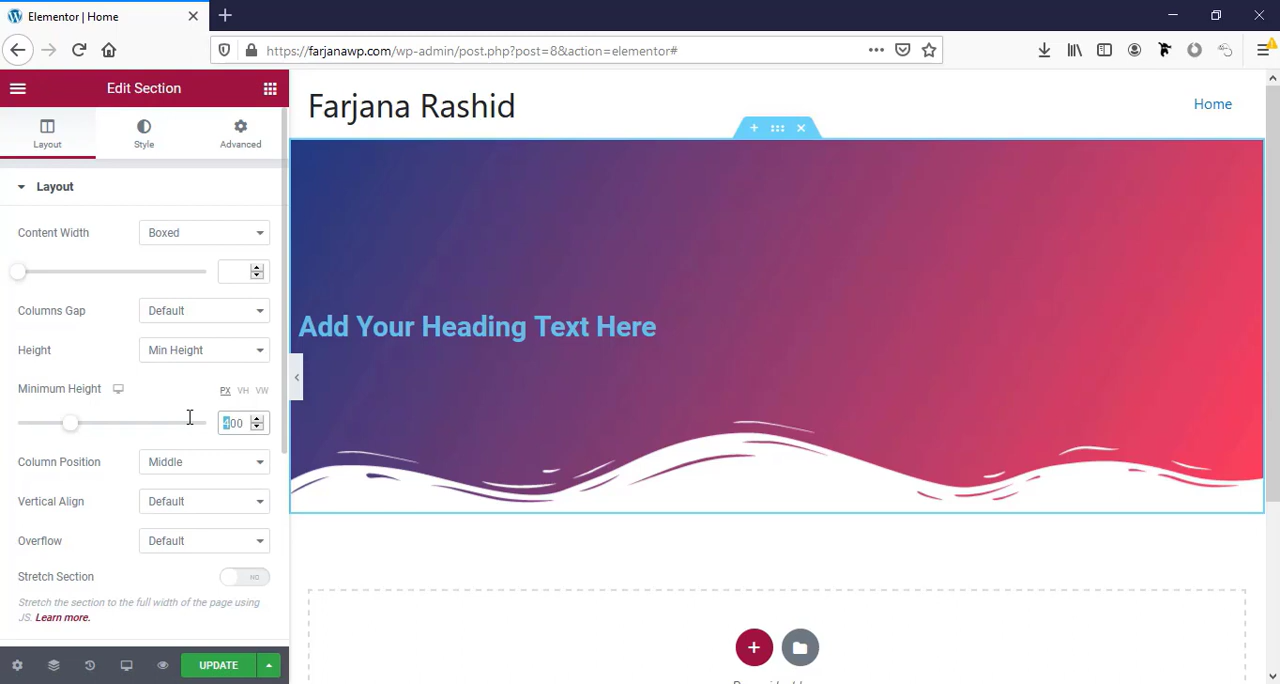 Elementor | Home
https://farjanawp.com/wp-admin/post.php?post=8&action=elementor#
Edit Section
Layout
Style
Advanced
Layout
Content Width
Boxed
Columns Gap
Default
Height
Min Height
Minimum Height
PX VH VW
400
Column Position
Middle
Vertical Align
Default
Overflow
Default
Stretch Section
NO
Stretch the section to the full width of the page using
JS. Learn more.
UPDATE
Farjana Rashid
Home
Add Your Heading Text Here